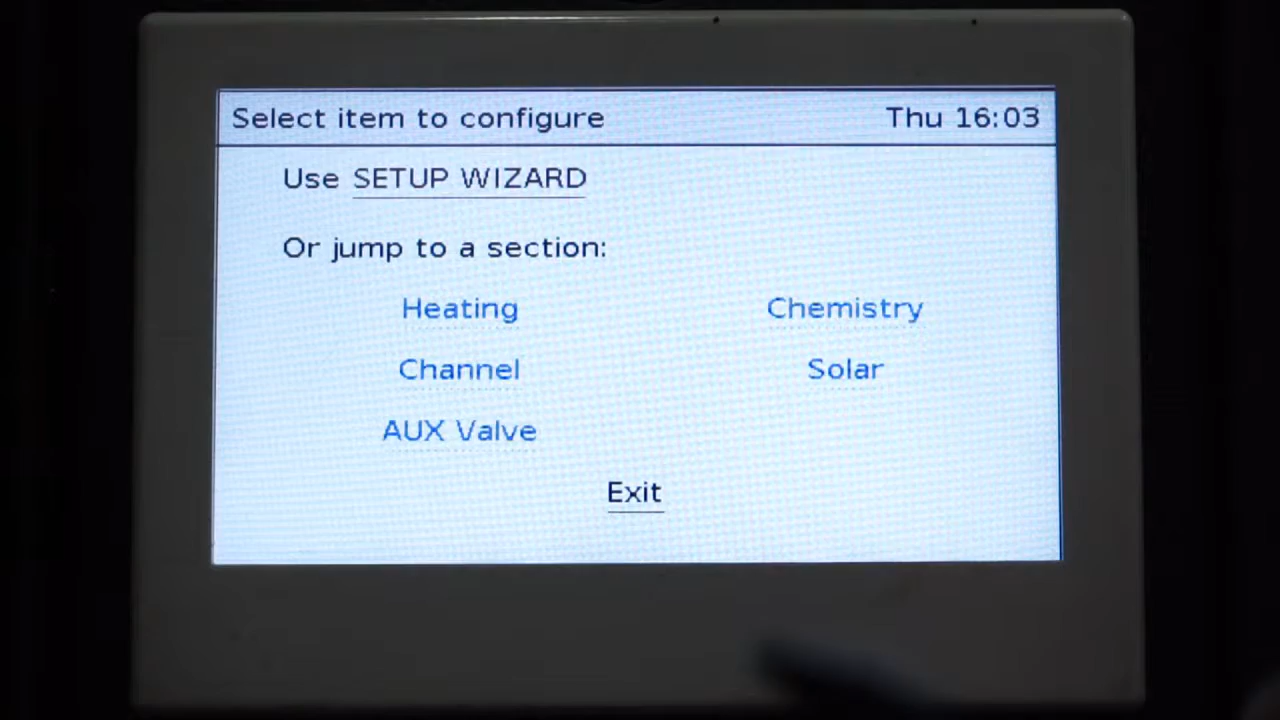 Select item to configure Thu 16:03
Use SETUP WIZARD
Or jump to a section:
Heating Chemistry
Channel Solar
AUX Valve
Exit